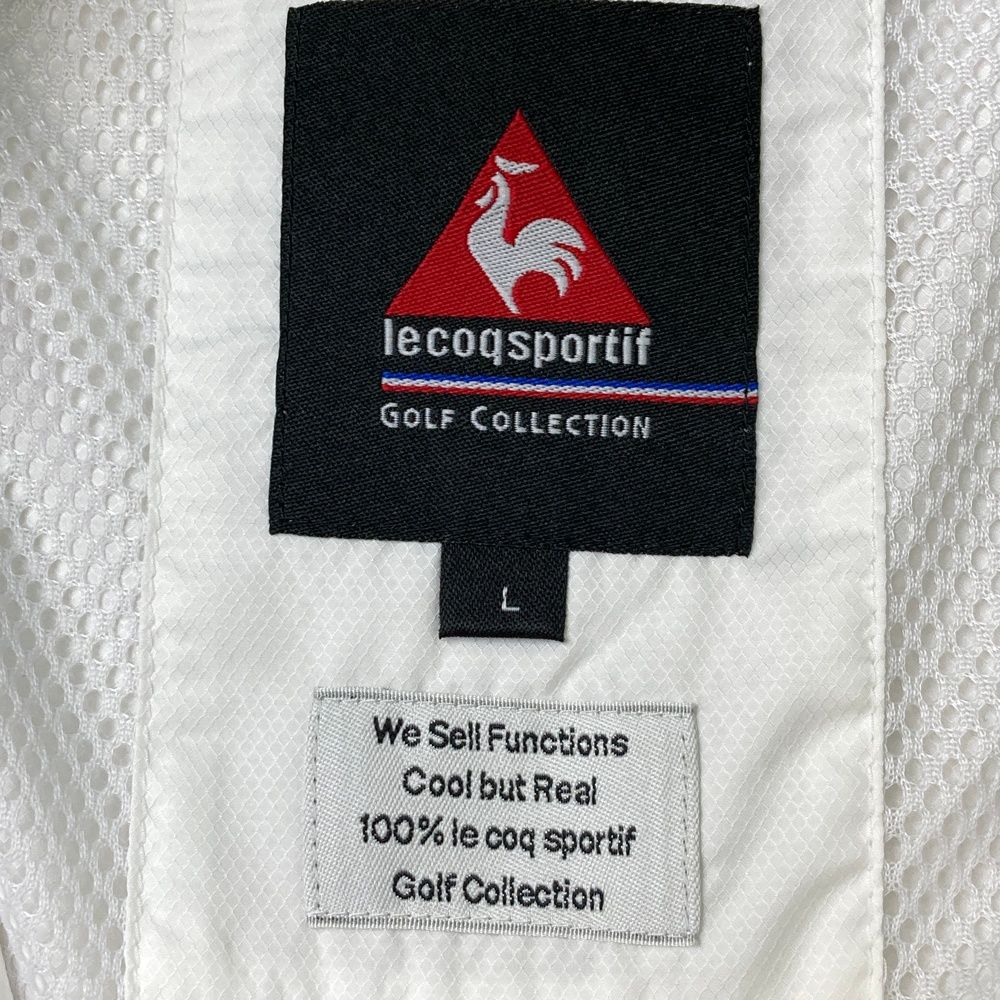 lecoqsportif
GOLF COLLECTION
L
We Sell Functions
Cool but Real
100% le coq sportif
Golf Collection